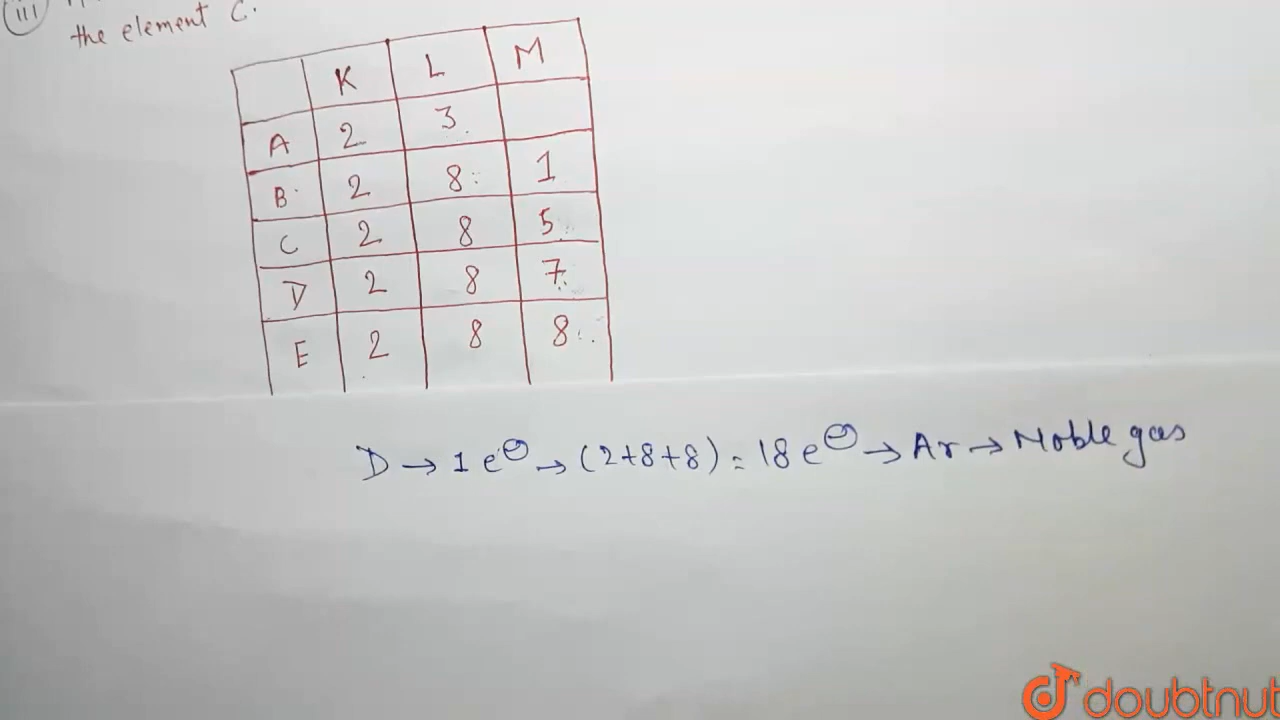 (iii)
the element C.
K L M
A 2 3
B 2 8 1
C 2 8 5
D 2 8 7
E 2 8 8
D → 1 e⊖ → (2+8+8) = 18 e⊖ → Ar → Noble gas
doubtnut